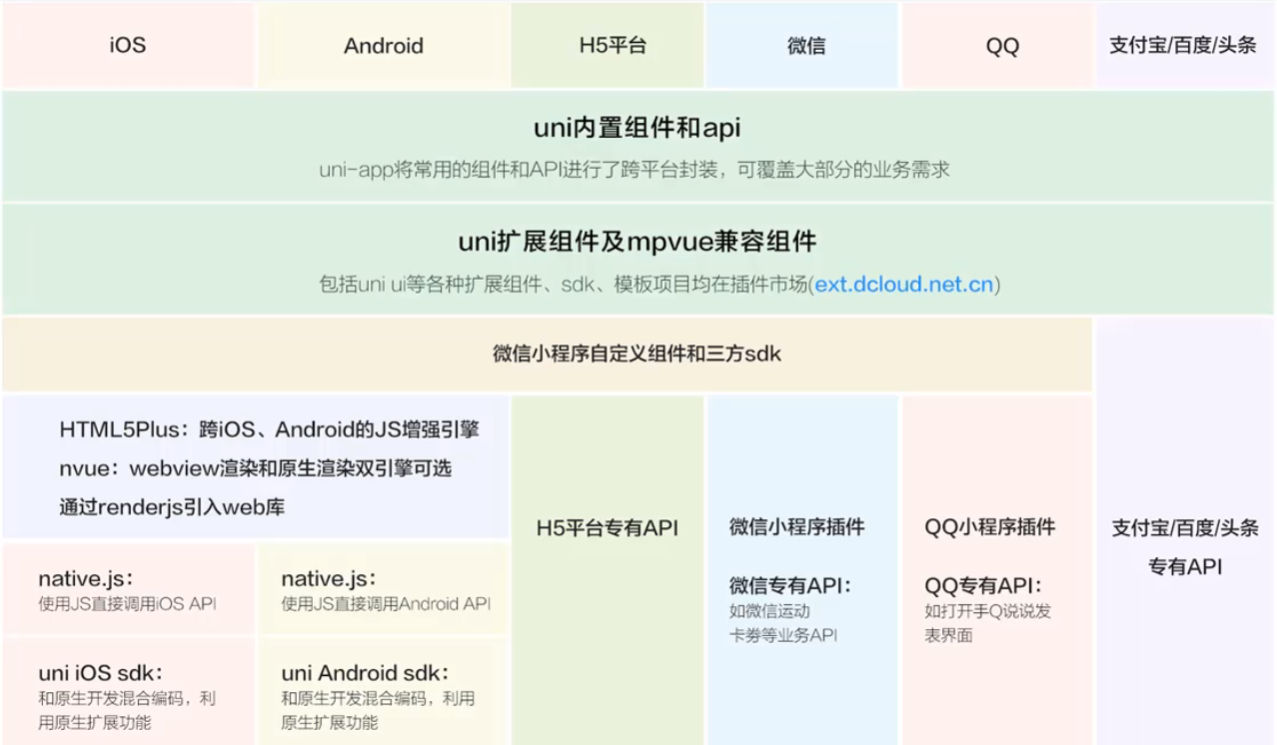 iOS
Android
H5平台
微信
QQ
支付宝/百度/头条
uni内置组件和api
uni-app将常用的组件和API进行了跨平台封装，可覆盖大部分的业务需求
uni扩展组件及mpvue兼容组件
包括uni ui等各种扩展组件、sdk、模板项目均在插件市场(ext.dcloud.net.cn)
微信小程序自定义组件和三方sdk
HTML5Plus：跨iOS、Android的JS增强引擎
nvue：webview渲染和原生渲染双引擎可选
通过renderjs引入web库
native.js：
使用JS直接调用iOS API
uni iOS sdk：
和原生开发混合编码，利
用原生扩展功能
native.js：
使用JS直接调用Android API
uni Android sdk：
和原生开发混合编码，利用
原生扩展功能
H5平台专有API
微信小程序插件
微信专有API：
如微信运动
卡券等业务API
QQ小程序插件
QQ专有API：
如打开手Q说说发
表界面
支付宝/百度/头条
专有API